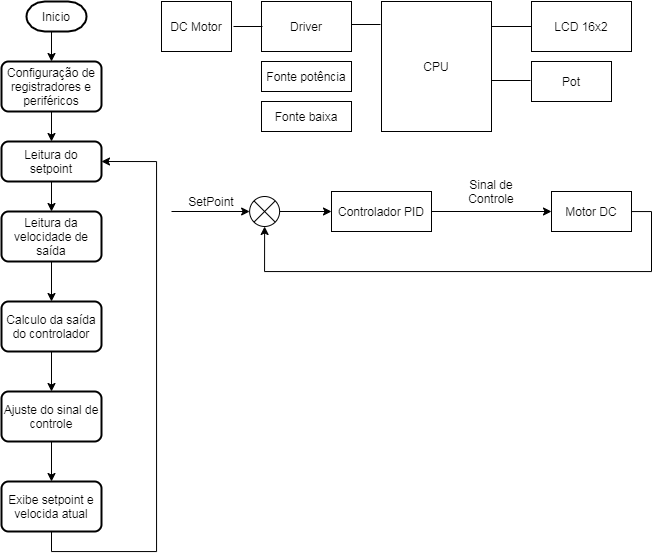 Inicio
Configuração de
registradores e
periféricos
Leitura do
setpoint
Leitura da
velocidade de
saída
Calculo da saída
do controlador
Ajuste do sinal de
controle
Exibe setpoint e
velocida atual
DC Motor
Driver
CPU
LCD 16x2
Fonte potência
Pot
Fonte baixa
SetPoint
Controlador PID
Sinal de
Controle
Motor DC